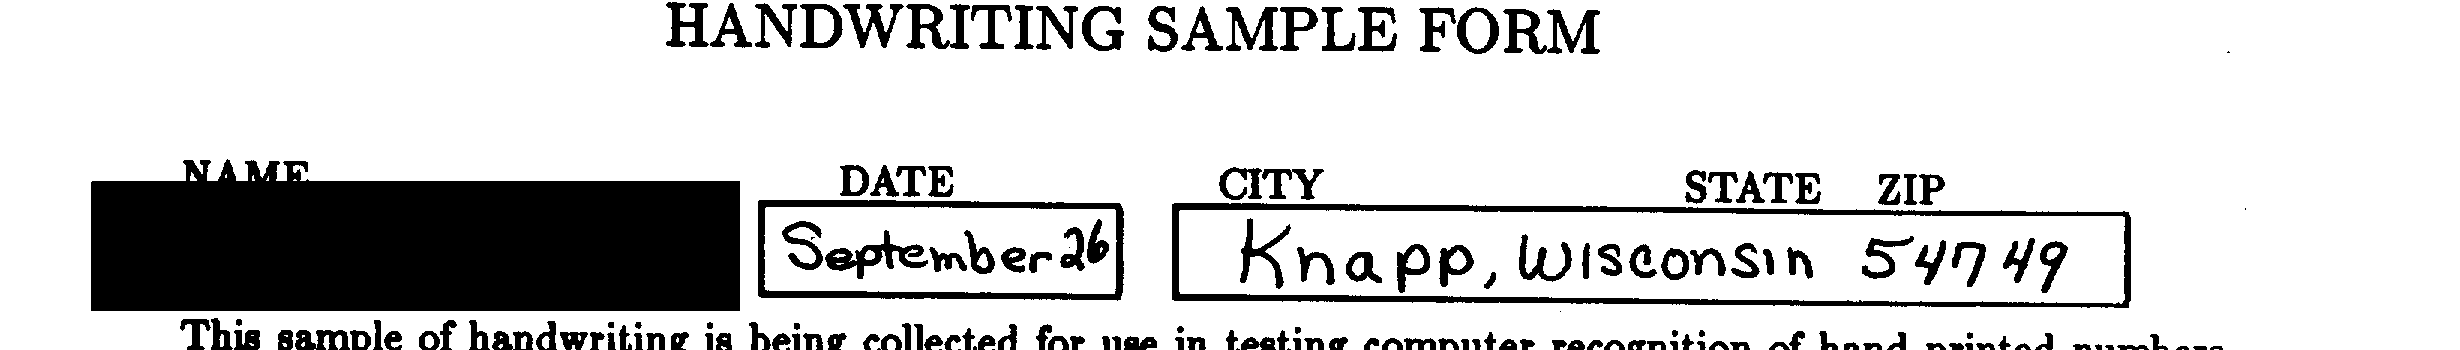 HANDWRITING SAMPLE FORM
NAME DATE CITY STATE ZIP
September 26 Knapp, Wisconsin 54749
This sample of handwriting is being collected for use in testing computer recognition of hand printed numbers